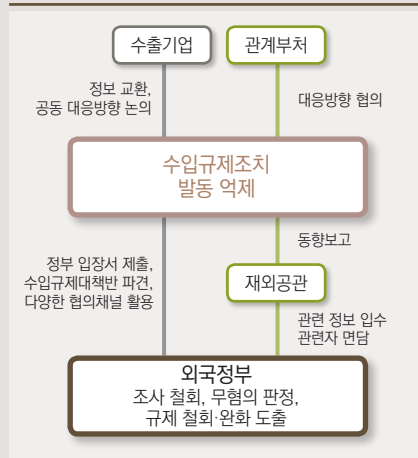 수출기업
관계부처
정보 교환,
공동 대응방향 논의
대응방향 협의
수입규제조치
발동 억제
동향보고
정부 입장서 제출,
수입규제대책반 파견,
다양한 협의채널 활용
재외공관
관련 정보 입수
관련자 면담
외국정부
조사 철회, 무혐의 판정,
규제 철회·완화 도출